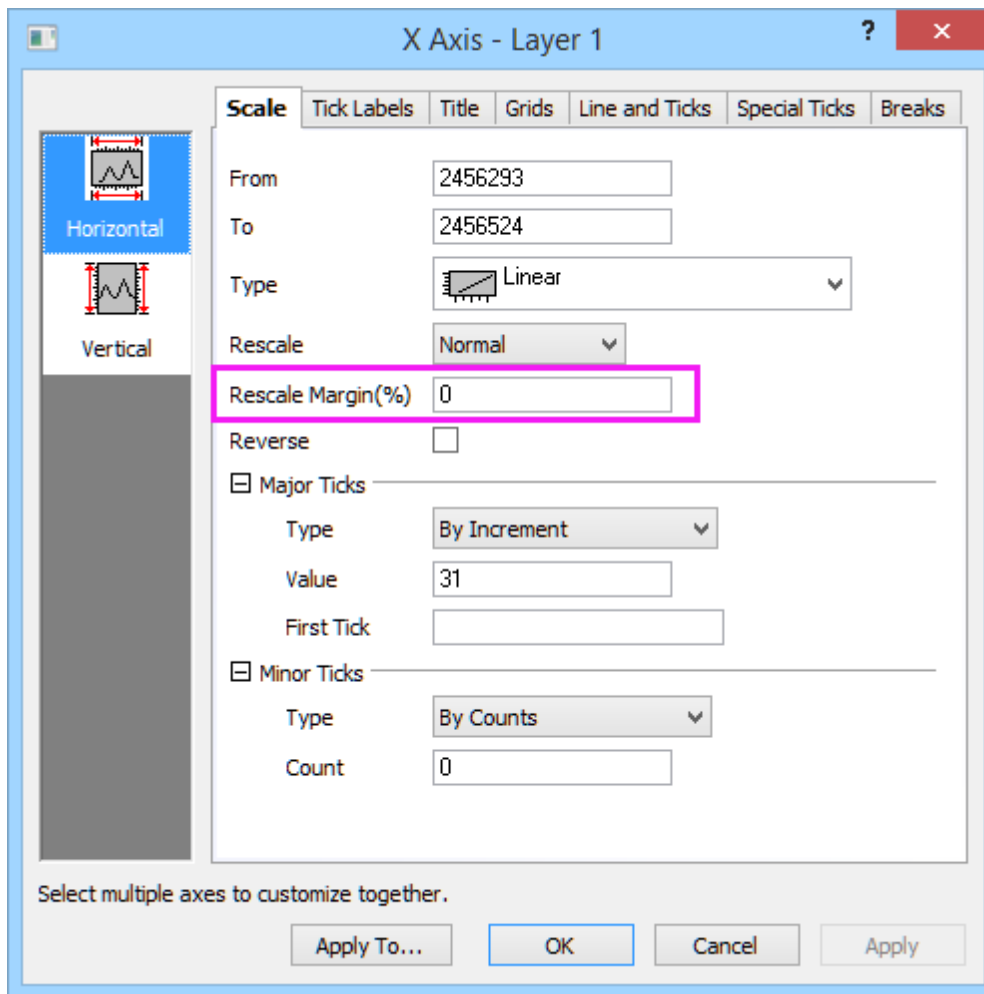 X Axis - Layer 1 ?
Scale Tick Labels Title Grids Line and Ticks Special Ticks Breaks
Horizontal
Vertical
From 2456293
To 2456524
Type Linear
Rescale Normal
Rescale Margin(%) 0
Reverse
Major Ticks
Type By Increment
Value 31
First Tick
Minor Ticks
Type By Counts
Count 0
Select multiple axes to customize together.
Apply To... OK Cancel Apply